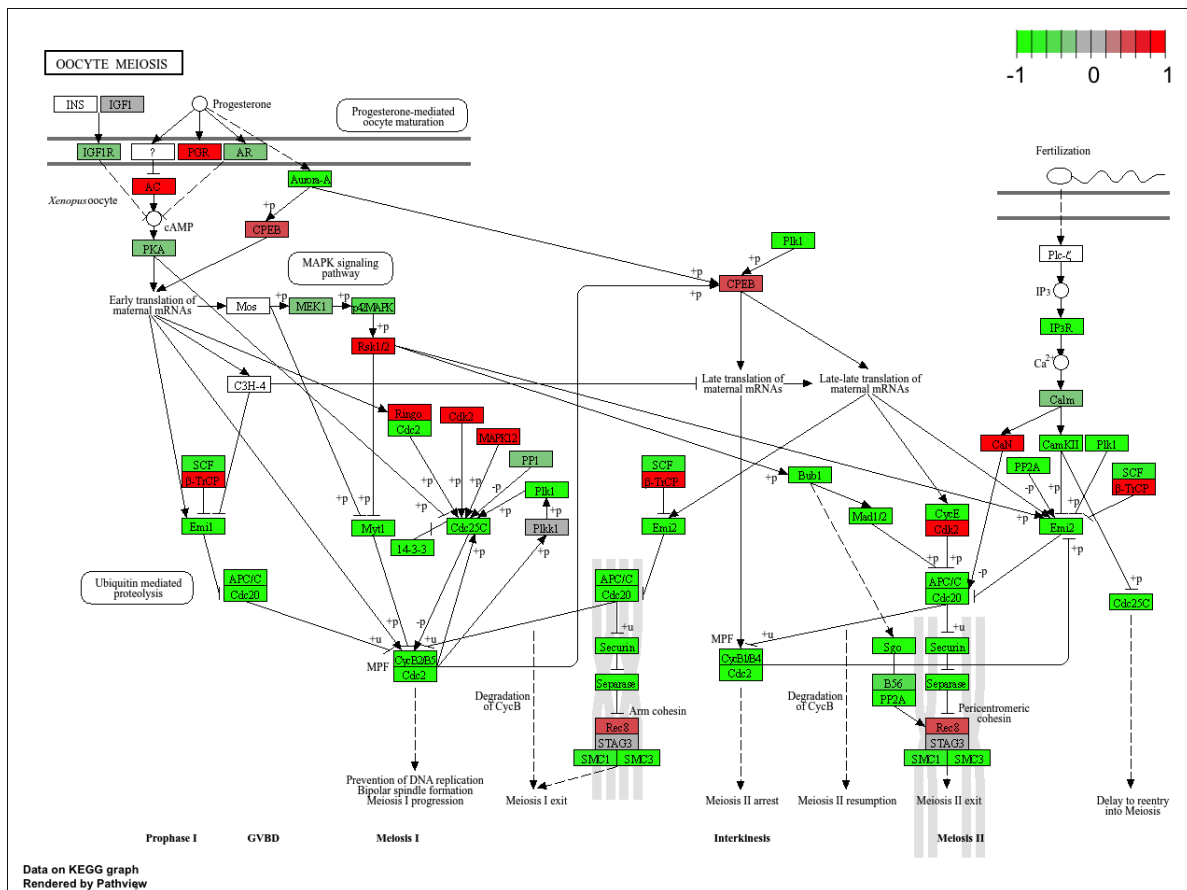 OOCYTE MEIOSIS
-1
0
1
INS
IGF1
Progesterone
Progesterone-mediated
oocyte maturation
IGF1R
?
PGR
AR
Fertilization
AC
Aurora-A
Xenopus oocyte
cAMP
+p
CPEB
PKA
Plk1
Plc-ζ
MAPK signaling
pathway
+p
+p
CPEB
+p
IP3
Early translation of
maternal mRNAs
Mos
+p
MEK1
+p
p42MAPK
+p
IP3R
Rsk1/2
Ca2+
C3H-4
Late translation of
maternal mRNAs
Late-late translation of
maternal mRNAs
Calm
Ringo
Cdc2
Cdk2
MAPK12
CaN
CamKII
Plk1
SCF
β-TrCP
PP1
SCF
β-TrCP
+p
Bub1
PP2A
SCF
β-TrCP
+p
+p
+p
-p
Plk1
-p
+p
+p
+p
+p
+p
Emi1
Myt1
Cdc25C
+p
Plkk1
Emi2
Mad1/2
CycE
Cdk2
+p
Emi2
14-3-3
+p
+p
+p
+p
+p
Ubiquitin mediated
proteolysis
APC/C
Cdc20
APC/C
Cdc20
APC/C
Cdc20
-p
+p
Cdc25C
+u
+p
-p
+u
+u
+u
+u
MPF
CycB2/B5
Cdc2
Securin
MPF
CycB1/B4
Cdc2
Sgo
Securin
Separase
B56
PP2A
Separase
Degradation
of CycB
Arm cohesin
Degradation
of CycB
Pericentromeric
cohesin
Rec8
STAG3
SMC1
SMC3
Rec8
STAG3
SMC1
SMC3
Prevention of DNA replication
Bipolar spindle formation
Meiosis I progression
Meiosis I exit
Meiosis II arrest
Meiosis II resumption
Meiosis II exit
Delay to reentry
into Meiosis
Prophase I
GVBD
Meiosis I
Interkinesis
Meiosis II
Data on KEGG graph
Rendered by Pathview